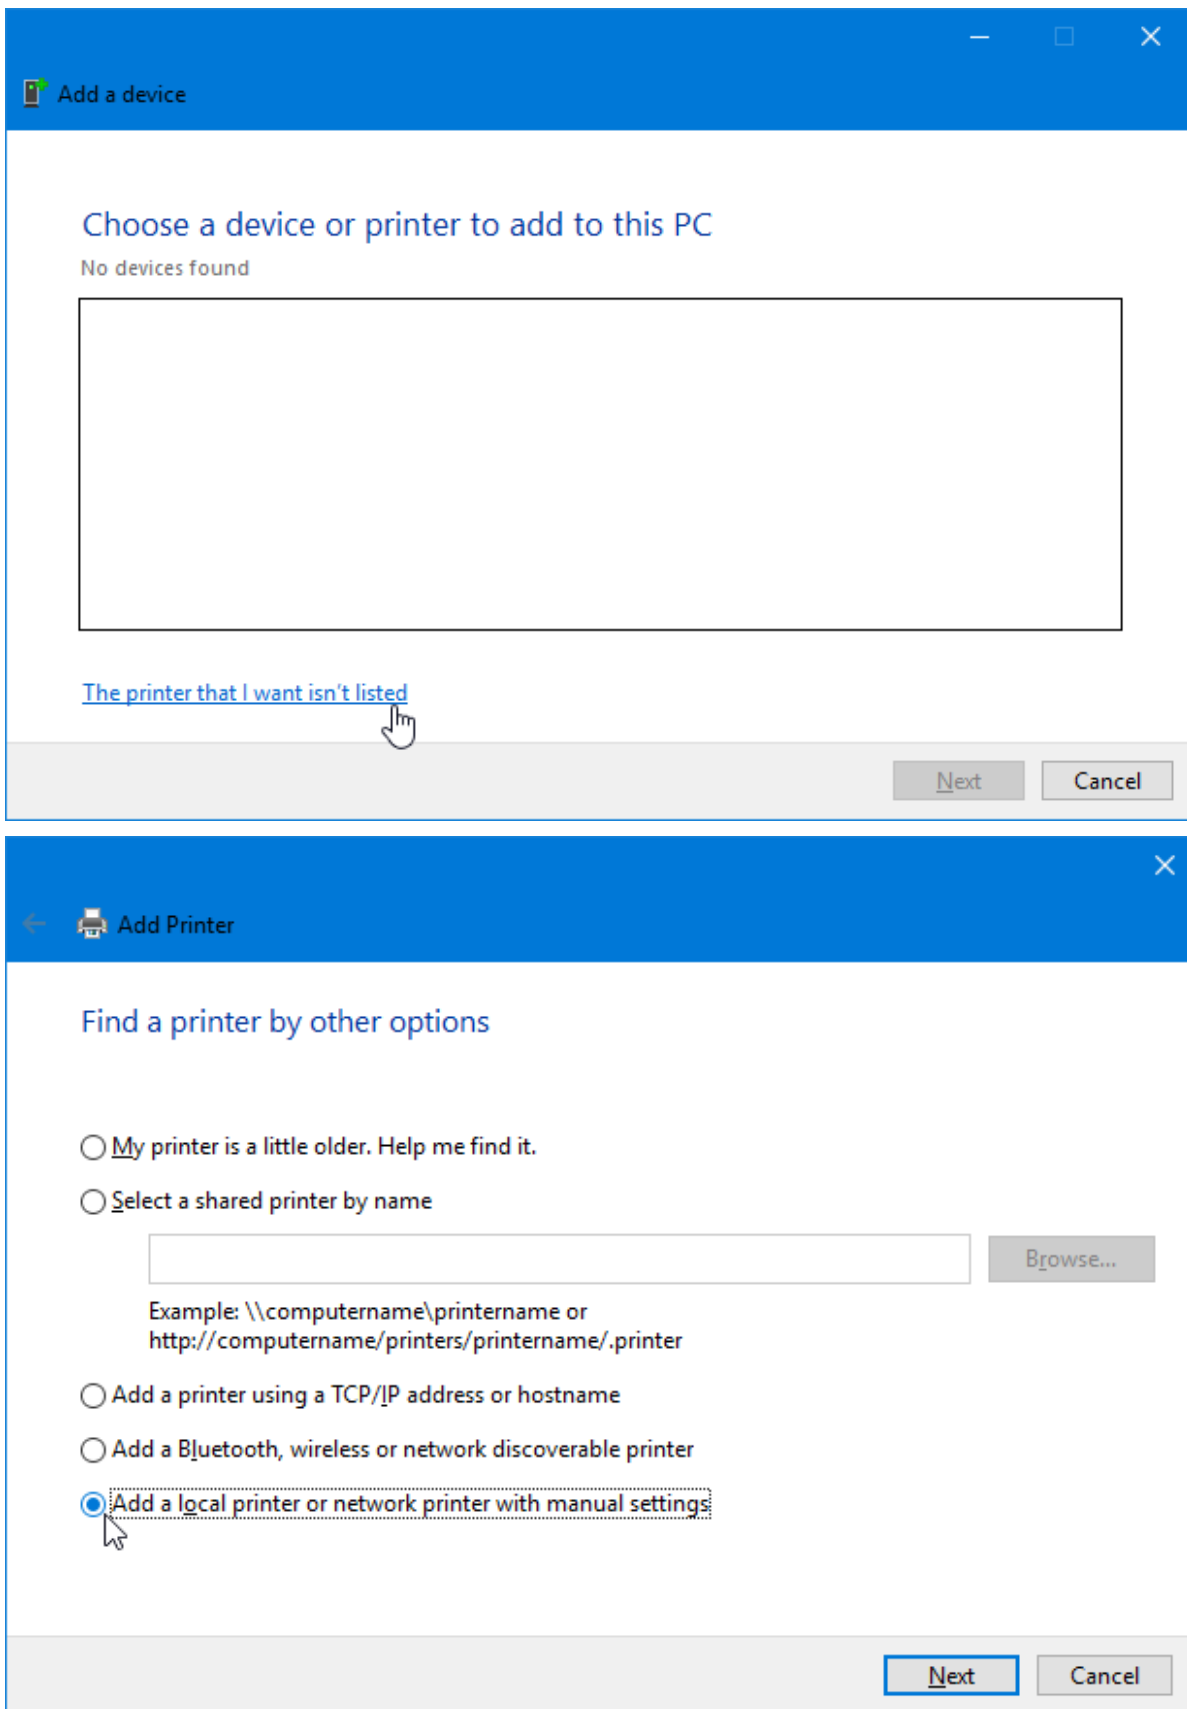 Add a device
Choose a device or printer to add to this PC
No devices found
The printer that I want isn't listed
Next
Cancel
Add Printer
Find a printer by other options
My printer is a little older. Help me find it.
Select a shared printer by name
Browse...
Example: \\computername\printername or
http://computername/printers/printername/.printer
Add a printer using a TCP/IP address or hostname
Add a Bluetooth, wireless or network discoverable printer
Add a local printer or network printer with manual settings
Next
Cancel